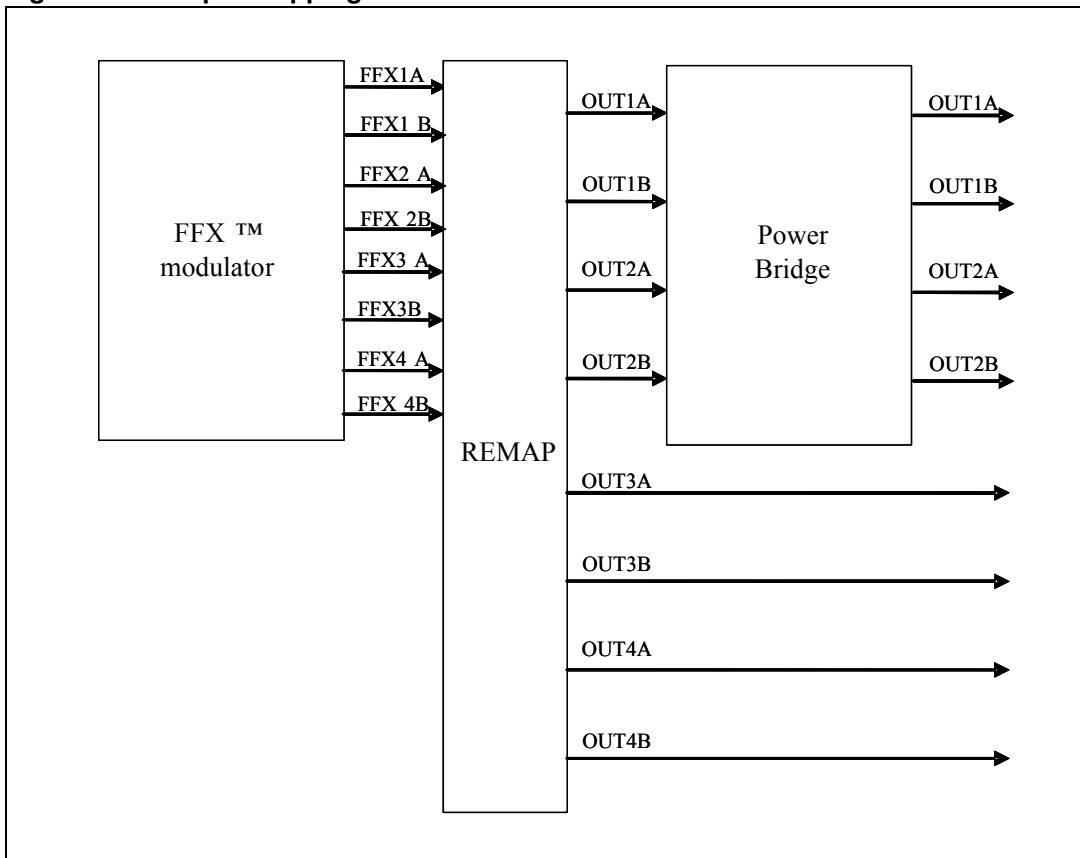 FFX1A
FFX1 B
FFX2 A
FFX 2B
FFX3 A
FFX3B
FFX4 A
FFX 4B
FFX ™
modulator
REMAP
OUT1A
OUT1B
OUT2A
OUT2B
OUT3A
OUT3B
OUT4A
OUT4B
Power
Bridge
OUT1A
OUT1B
OUT2A
OUT2B